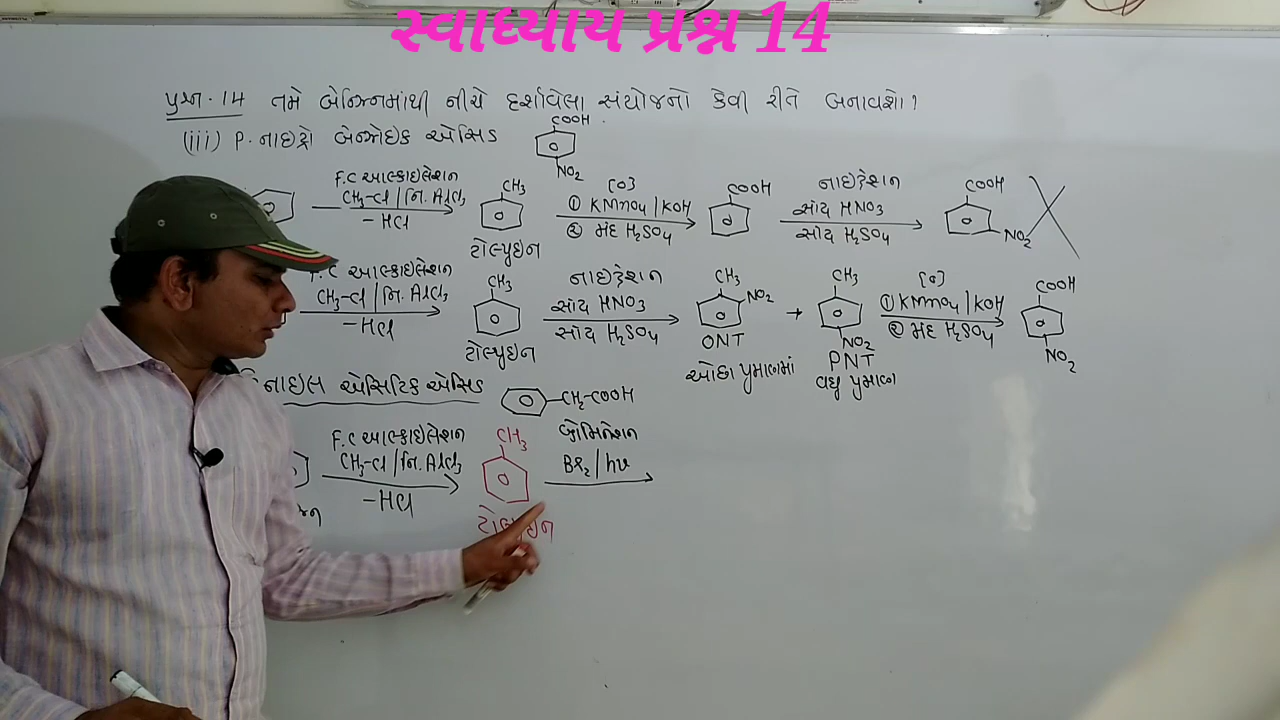 સ્વાધ્યાય પ્રશ્ન 14
પ્રશ્ન.14 તમે બેન્ઝિનમાંથી નીચે દર્શાવેલા સંયોજનો કેવી રીતે બનાવશો?
(iii) P. નાઇટ્રો બેન્ઝોઇક એસિડ
COOH
NO₂
F.C આલ્કાઇલેશન
CH₃-Cl / નિ. AlCl₃
-HCl
CH₃
ટોલ્યુઇન
[O]
① KMnO₄ / KOH
② મંદ H₂SO₄
COOH
નાઇટ્રેશન
સાંદ્ર HNO₃
સાંદ્ર H₂SO₄
COOH
NO₂
F.C આલ્કાઇલેશન
CH₃-Cl / નિ. AlCl₃
-HCl
CH₃
ટોલ્યુઇન
નાઇટ્રેશન
સાંદ્ર HNO₃
સાંદ્ર H₂SO₄
CH₃
NO₂
ONT
ઓછા પ્રમાણમાં
+
CH₃
NO₂
PNT
વધુ પ્રમાણ
[O]
① KMnO₄ / KOH
② મંદ H₂SO₄
COOH
NO₂
નાઇલ એસિટિક એસિડ
CH₂-COOH
F.C આલ્કાઇલેશન
CH₃-Cl / નિ. AlCl₃
-HCl
CH₃
ટોલ્યુઇન
બ્રોમિનેશન
Br₂ / hν